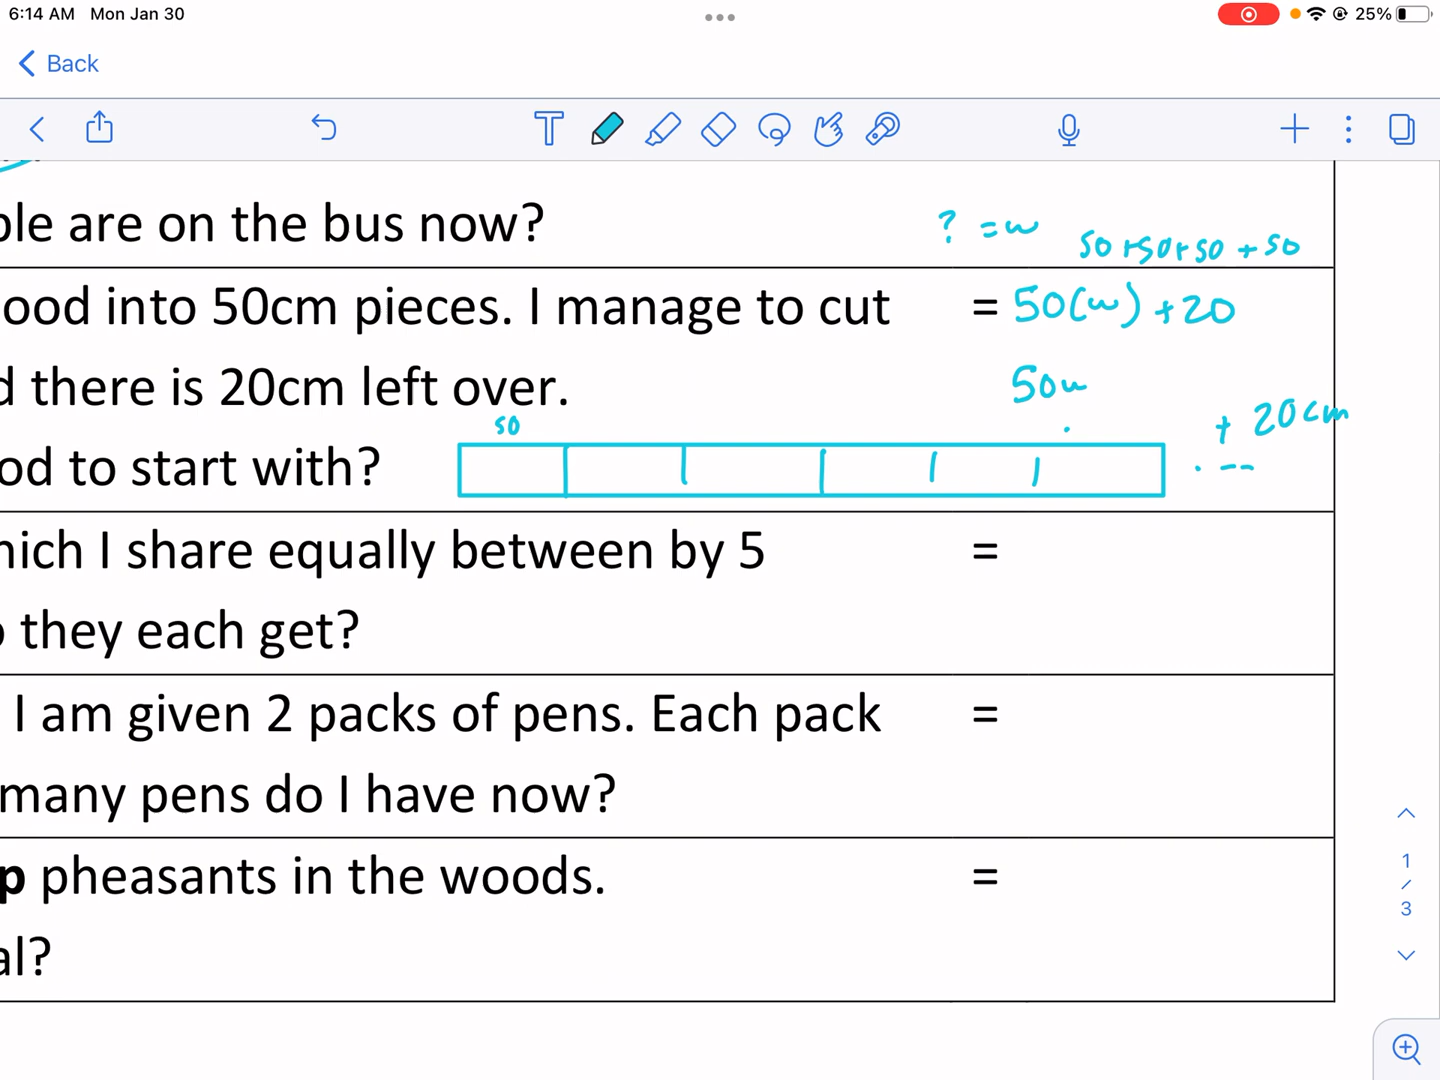 6:14 AM Mon Jan 30
25%
Back
ple are on the bus now?
? = w
50+50+50 + 50
ood into 50cm pieces. I manage to cut
= 50(w) + 20
d there is 20cm left over.
50w
50
+ 20cm
od to start with?
hich I share equally between by 5
=
o they each get?
I am given 2 packs of pens. Each pack
=
many pens do I have now?
p pheasants in the woods.
=
al?
1
/
3